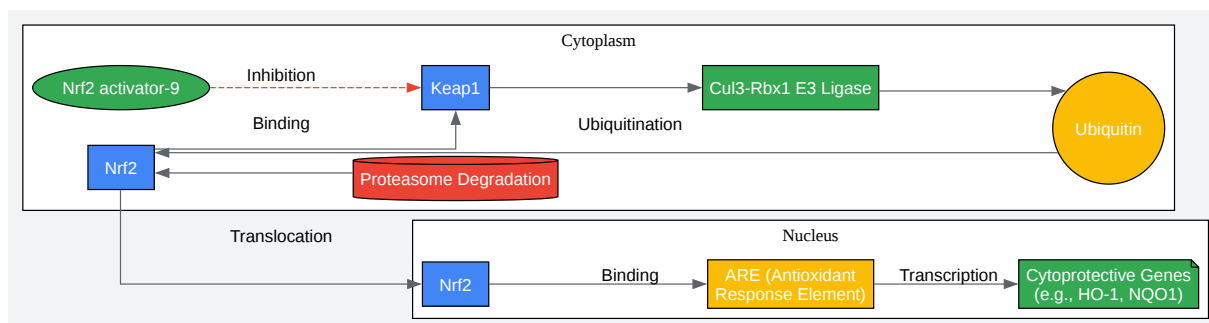 Cytoplasm
Nrf2 activator-9
Inhibition
Keap1
Cul3-Rbx1 E3 Ligase
Ubiquitin
Binding
Ubiquitination
Nrf2
Proteasome Degradation
Translocation
Nucleus
Nrf2
Binding
ARE (Antioxidant
Response Element)
Transcription
Cytoprotective Genes
(e.g., HO-1, NQO1)